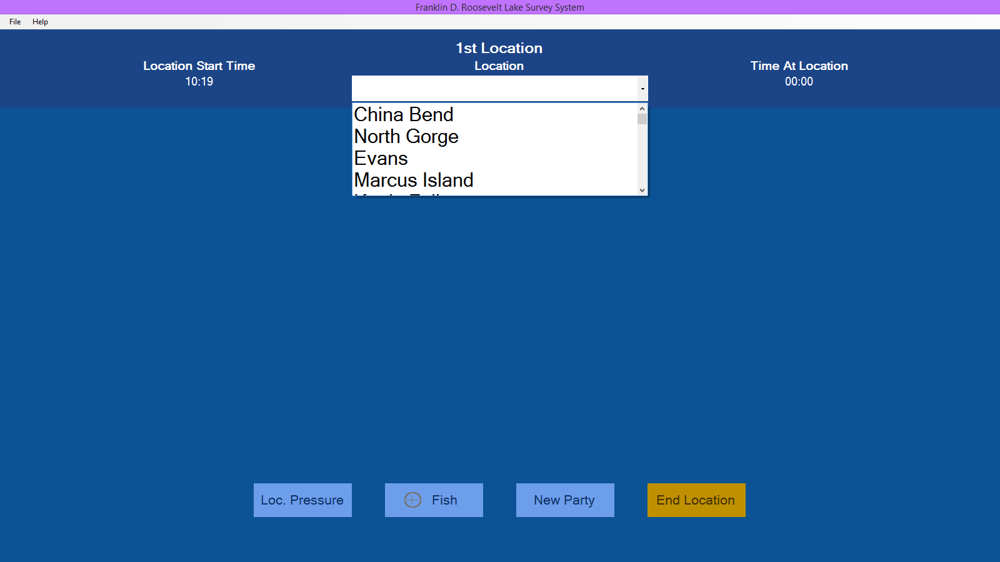 Franklin D. Roosevelt Lake Survey System
File Help
1st Location
Location Start Time Location Time At Location
10:19 00:00
China Bend
North Gorge
Evans
Marcus Island
Loc. Pressure Fish New Party End Location